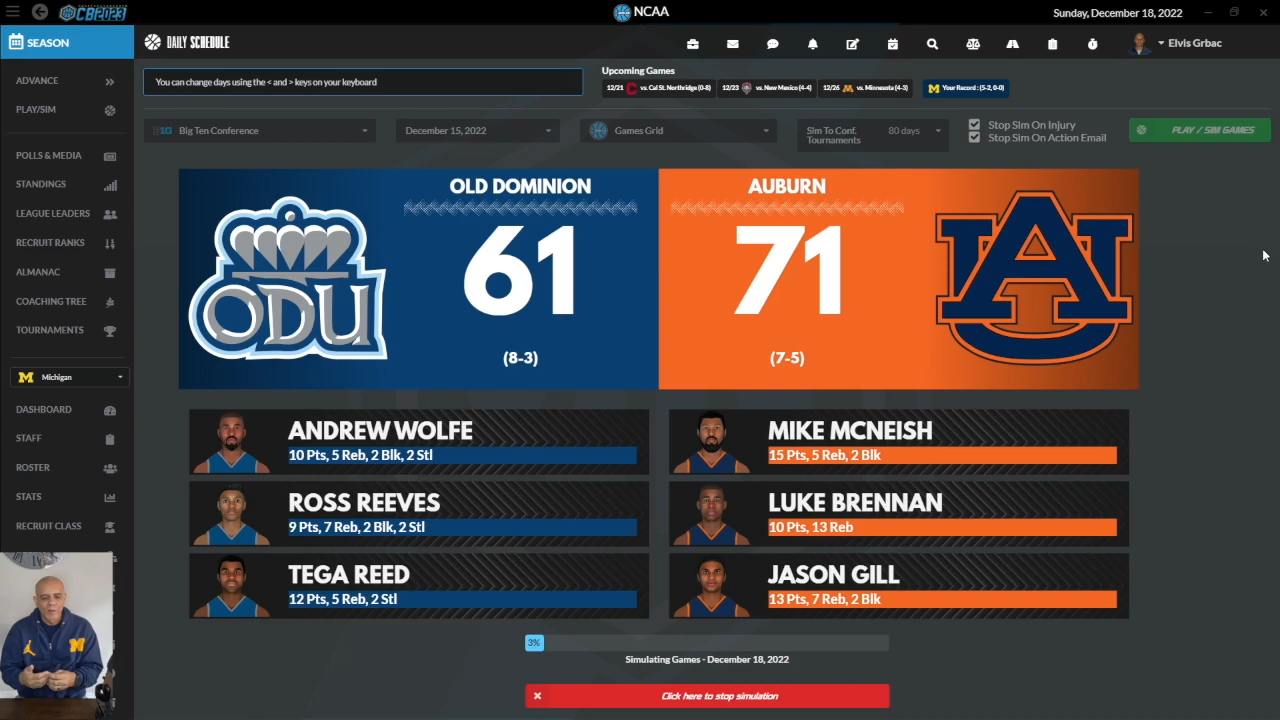 CB2023
NCAA
Sunday, December 18, 2022
SEASON
DAILY SCHEDULE
Elvis Grbac
You can change days using the < and > keys on your keyboard
Upcoming Games
12/21 C vs. Cal St. Northridge (0-8)
12/23 vs. New Mexico (4-4)
12/26 M vs. Minnesota (4-3)
M Your Record : (5-2, 0-0)
ADVANCE
PLAY/SIM
POLLS & MEDIA
STANDINGS
LEAGUE LEADERS
RECRUIT RANKS
ALMANAC
COACHING TREE
TOURNAMENTS
M Michigan
DASHBOARD
STAFF
ROSTER
STATS
RECRUIT CLASS
B1G Big Ten Conference
December 15, 2022
Games Grid
Sim To Conf. Tournaments
80 days
Stop Sim On Injury
Stop Sim On Action Email
PLAY / SIM GAMES
OLD DOMINION
61
(8-3)
ODU
AUBURN
71
(7-5)
AU
ANDREW WOLFE
10 Pts, 5 Reb, 2 Blk, 2 Stl
ROSS REEVES
9 Pts, 7 Reb, 2 Blk, 2 Stl
TEGA REED
12 Pts, 5 Reb, 2 Stl
MIKE MCNEISH
15 Pts, 5 Reb, 2 Blk
LUKE BRENNAN
10 Pts, 13 Reb
JASON GILL
13 Pts, 7 Reb, 2 Blk
3%
Simulating Games - December 18, 2022
Click here to stop simulation
M